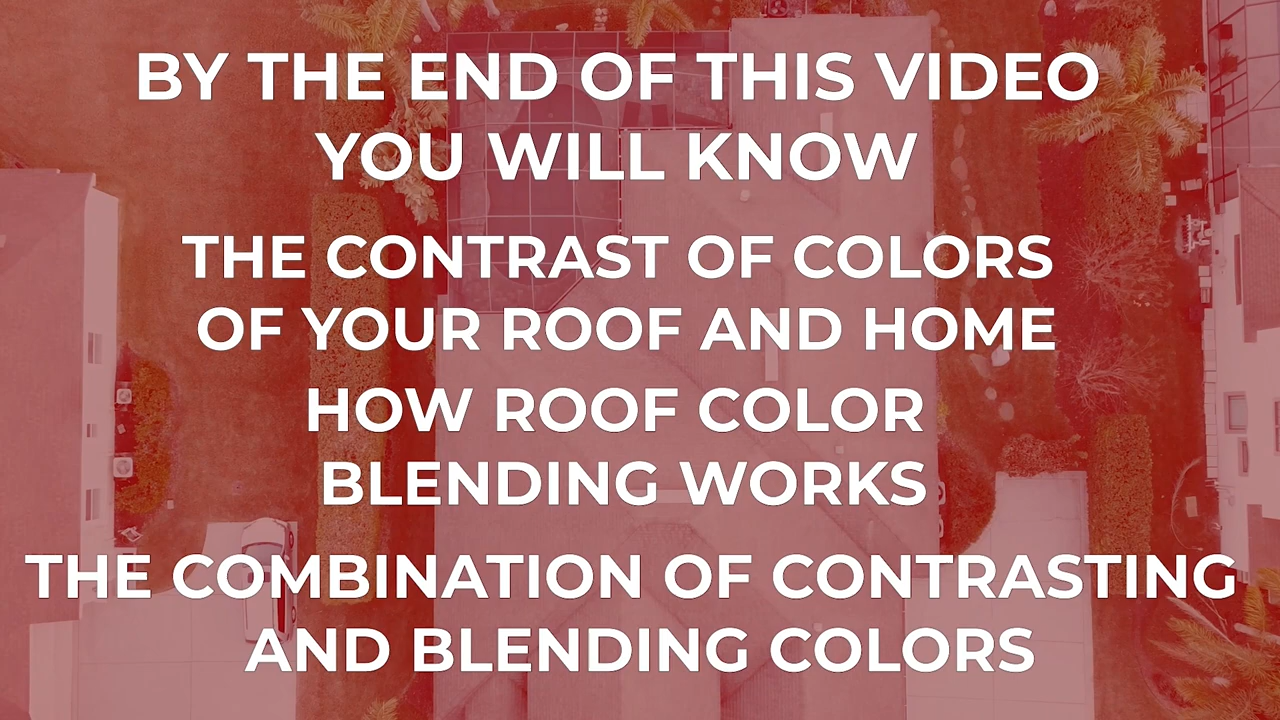 BY THE END OF THIS VIDEO
YOU WILL KNOW
THE CONTRAST OF COLORS
OF YOUR ROOF AND HOME
HOW ROOF COLOR
BLENDING WORKS
THE COMBINATION OF CONTRASTING
AND BLENDING COLORS